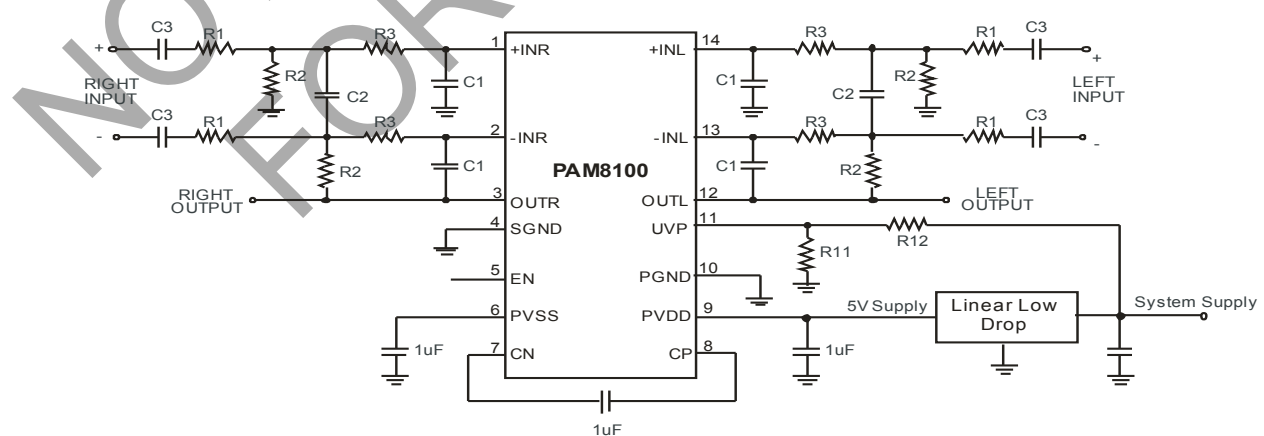 NO
FOR
C3 R1 R3 1 +INR
+ RIGHT INPUT -
R2 C2 C1
C3 R1 R3 2 -INR
R2 C1
RIGHT OUTPUT 3 OUTR
4 SGND
5 EN
6 PVSS
1uF
7 CN
PAM8100
14 +INL R3 R1 C3
+ LEFT INPUT -
C1 C2 R2
13 -INL R3 R1 C3
C1 R2
12 OUTL LEFT OUTPUT
11 UVP R12
R11
10 PGND
9 PVDD 5V Supply Linear Low Drop System Supply
1uF
8 CP
1uF